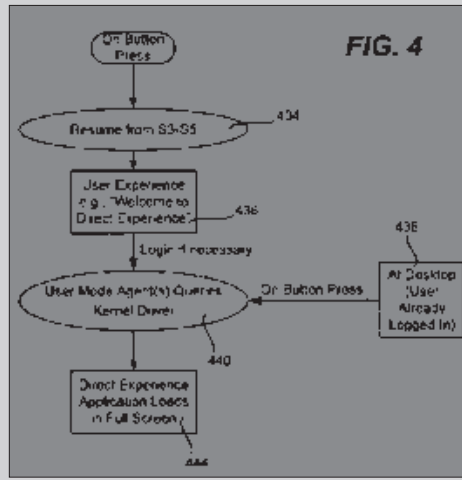 FIG. 4
On Button
Press
Resume from S3-S5
434
User Experience
e.g., "Welcome to
Direct Experience"
436
Login if necessary
User Mode Agent(s) Queries
Kernel Driver
440
On Button Press
438
At Desktop
(User
Already
Logged In)
Direct Experience
Application Loads
in Full Screen
444